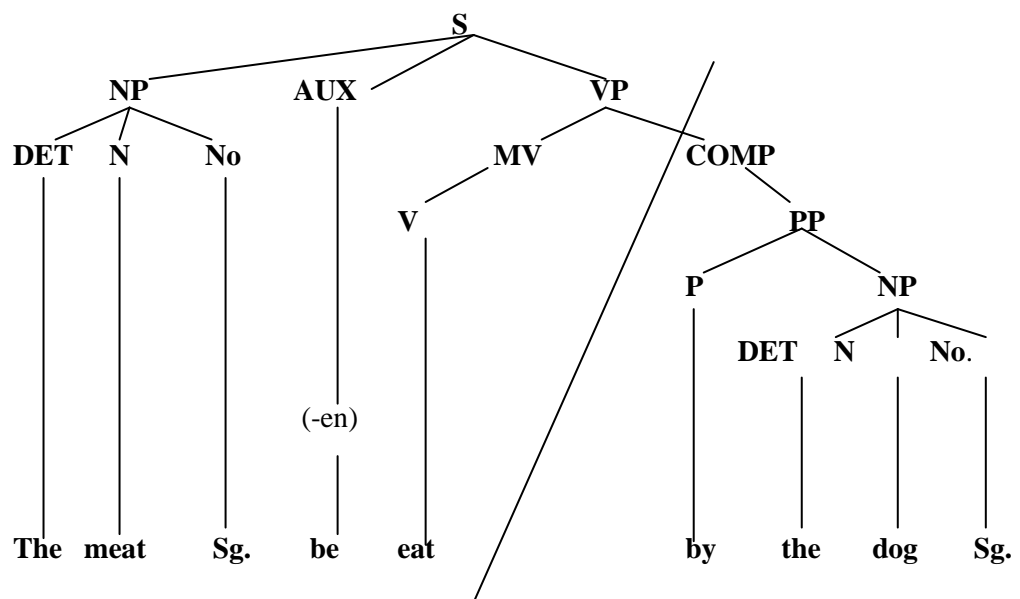 S
NP AUX VP
DET N No MV COMP
V PP
P NP
DET N No.
(-en)
The meat Sg. be eat by the dog Sg.